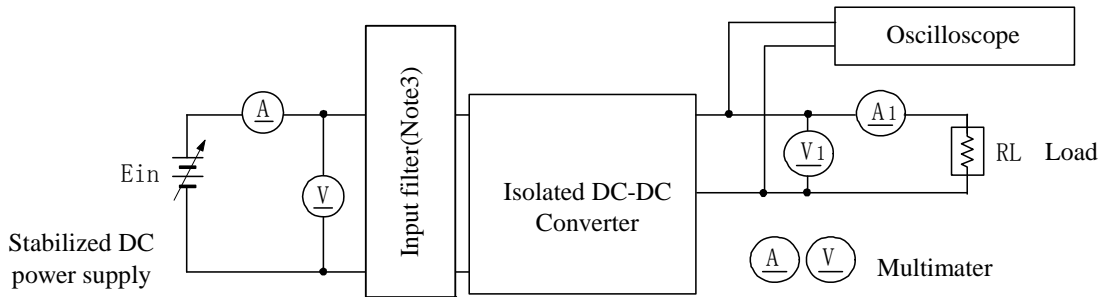 Oscilloscope
A
A1
Input filter(Note3)
V1
RL Load
Ein
V
Isolated DC-DC
Converter
Stabilized DC
power supply
A V Multimater